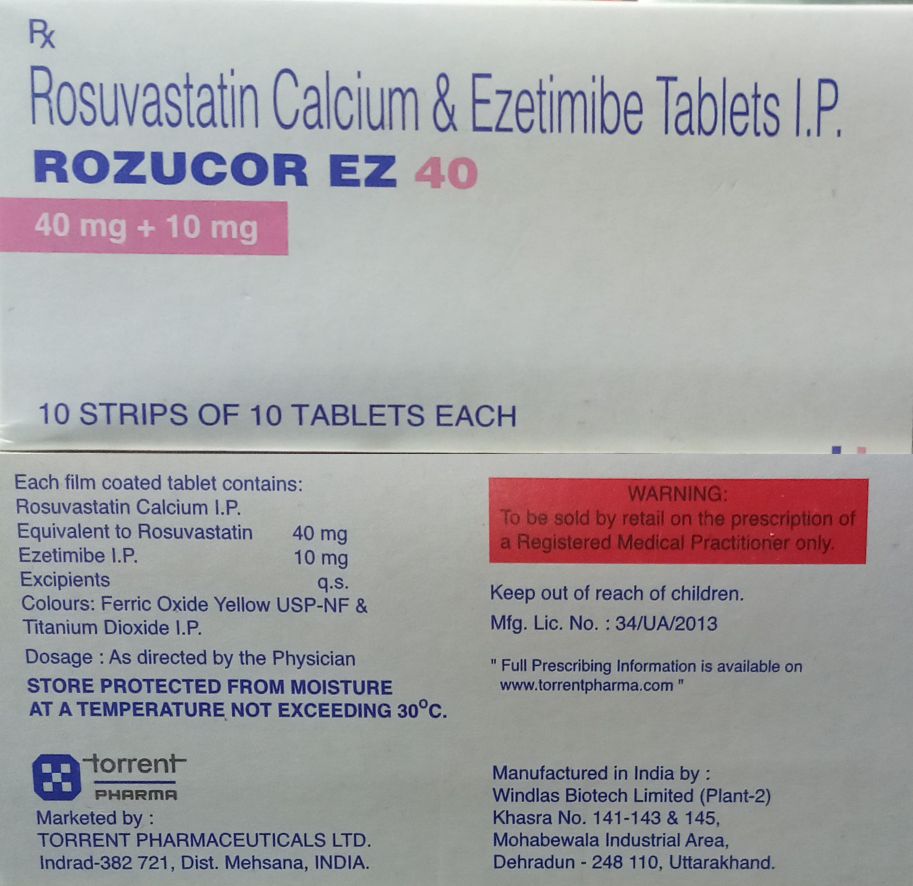 Rx
Rosuvastatin Calcium & Ezetimibe Tablets I.P.
ROZUCOR EZ 40
40 mg + 10 mg
10 STRIPS OF 10 TABLETS EACH
Each film coated tablet contains:
Rosuvastatin Calcium I.P.
Equivalent to Rosuvastatin 40 mg
Ezetimibe I.P. 10 mg
Excipients q.s.
Colours: Ferric Oxide Yellow USP-NF &
Titanium Dioxide I.P.
Dosage : As directed by the Physician
STORE PROTECTED FROM MOISTURE
AT A TEMPERATURE NOT EXCEEDING 30°C.
torrent
PHARMA
Marketed by :
TORRENT PHARMACEUTICALS LTD.
Indrad-382 721, Dist. Mehsana, INDIA.
WARNING:
To be sold by retail on the prescription of
a Registered Medical Practitioner only.
Keep out of reach of children.
Mfg. Lic. No. : 34/UA/2013
" Full Prescribing Information is available on
www.torrentpharma.com "
Manufactured in India by :
Windlas Biotech Limited (Plant-2)
Khasra No. 141-143 & 145,
Mohabewala Industrial Area,
Dehradun - 248 110, Uttarakhand.